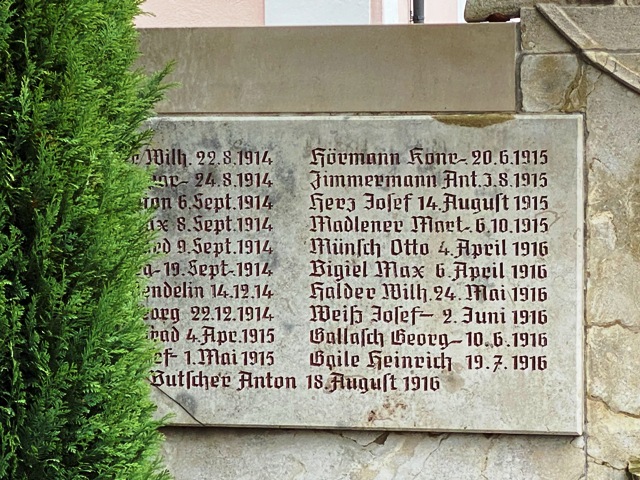 Wilh. 22.8.1914 Hörmann Konr. 20.6.1915
24.8.1914 Zimmermann Ant. 3.8.1915
6 Sept. 1914 Herz Josef 14. August 1915
8 Sept. 1914 Madlener Mart. 6.10.1915
9 Sept. 1914 Münsch Otto 4. April 1916
19. Sept. 1914 Bigiel Max 6. April 1916
14.12.14 Halder Wilh. 24. Mai 1916
22.12.1914 Weiß Josef 2. Juni 1916
4. Apr. 1915 Gallasch Georg 10.6.1916
1. Mai 1915 Gaile Heinrich 19.7.1916
Butscher Anton 18. August 1916